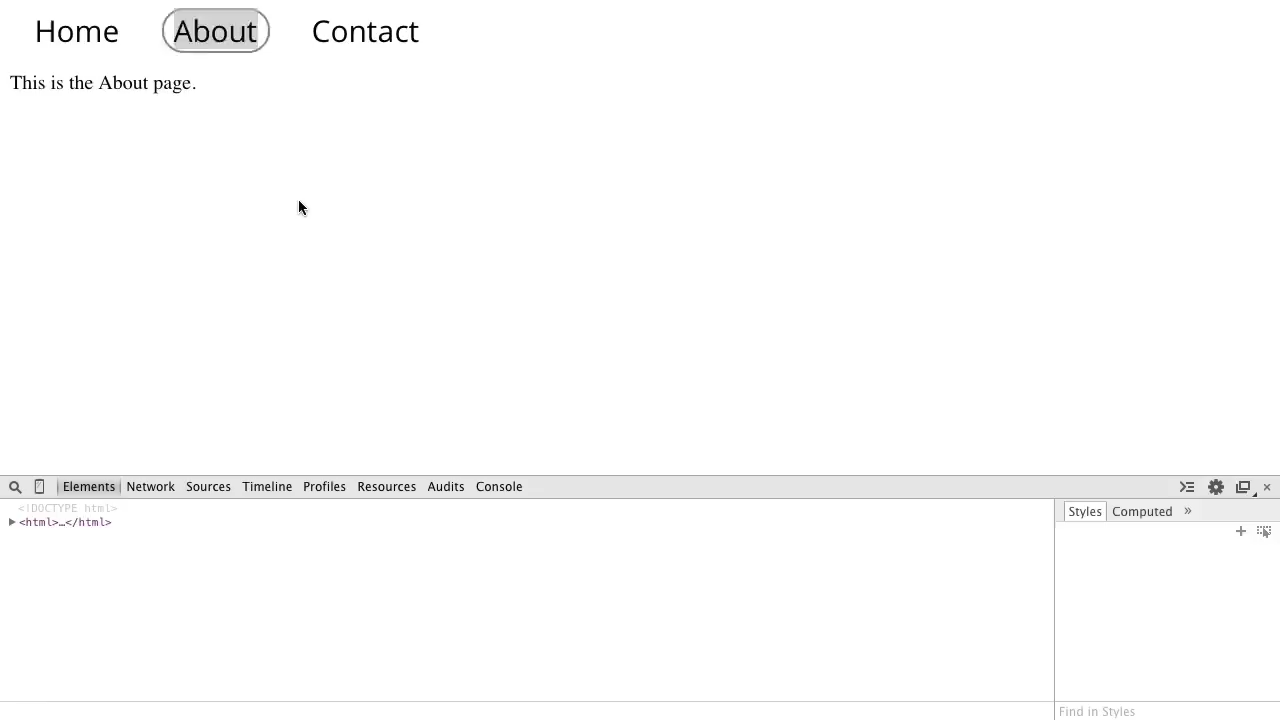 Home About Contact
This is the About page.
Elements Network Sources Timeline Profiles Resources Audits Console
<!DOCTYPE html>
<html>…</html>
Styles Computed »
Find in Styles